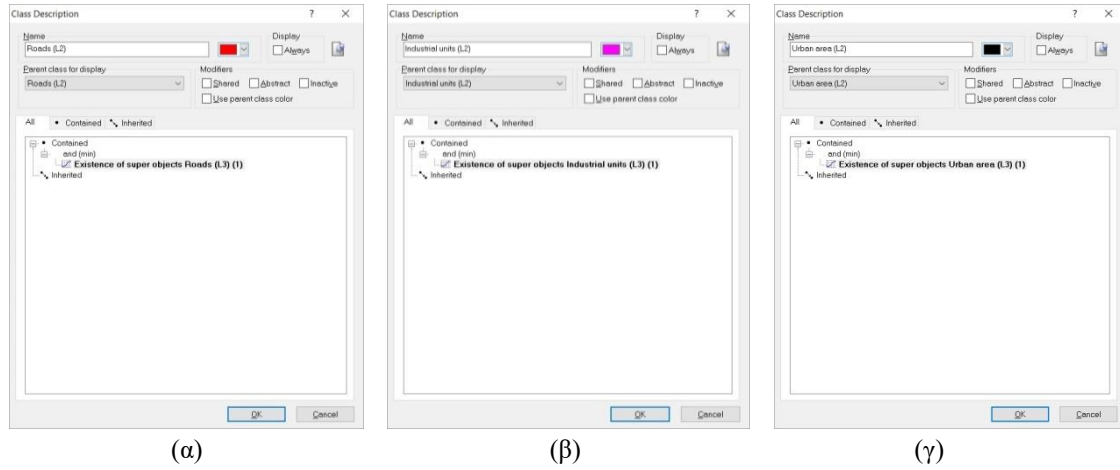 Class Description ? ×
Name
Roads (L2)
Display
Always
Parent class for display
Roads (L2)
Modifiers
Shared Abstract Inactive
Use parent class color
All Contained Inherited
Contained
and (min)
Existence of super objects Roads (L3) (1)
Inherited
OK Cancel
(α)
Class Description ? ×
Name
Industrial units (L2)
Display
Always
Parent class for display
Industrial units (L2)
Modifiers
Shared Abstract Inactive
Use parent class color
All Contained Inherited
Contained
and (min)
Existence of super objects Industrial units (L3) (1)
Inherited
OK Cancel
(β)
Class Description ? ×
Name
Urban area (L2)
Display
Always
Parent class for display
Urban area (L2)
Modifiers
Shared Abstract Inactive
Use parent class color
All Contained Inherited
Contained
and (min)
Existence of super objects Urban area (L3) (1)
Inherited
OK Cancel
(γ)